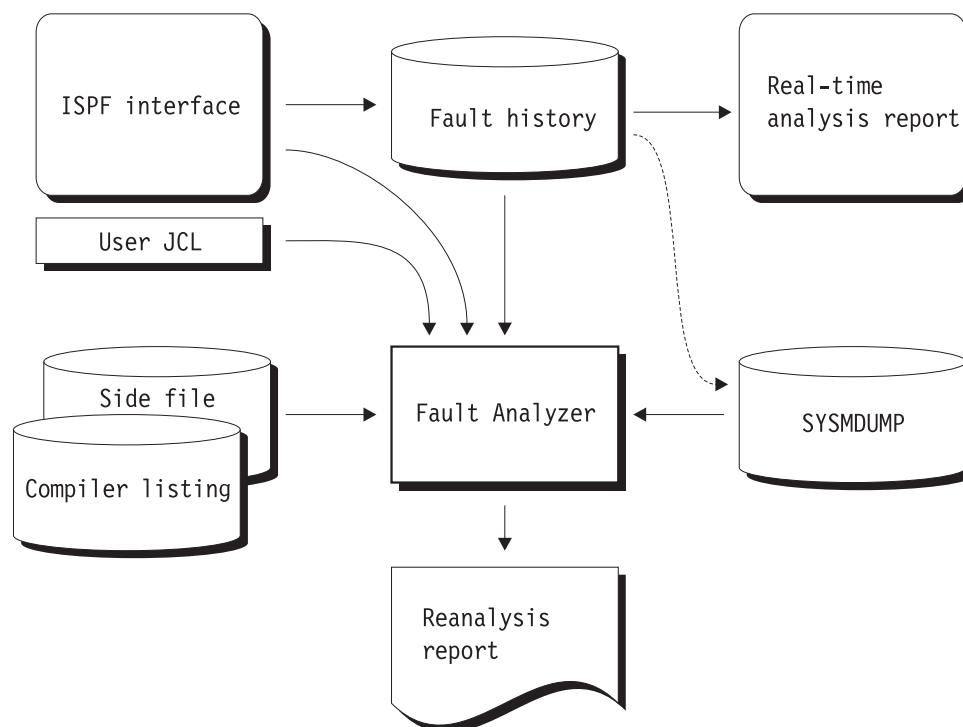 ISPF interface
Fault history
Real-time
analysis report
User JCL
Side file
Compiler listing
Fault Analyzer
SYSMDUMP
Reanalysis
report